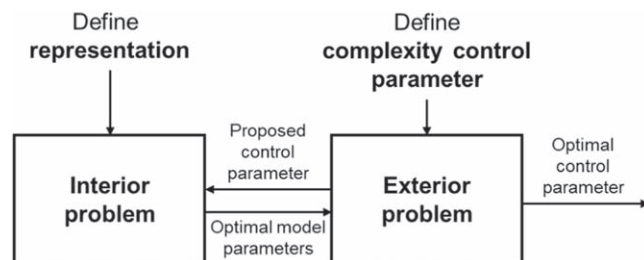 Define
representation
Define
complexity control
parameter
Interior
problem
Proposed
control
parameter
Optimal model
parameters
Exterior
problem
Optimal
control
parameter